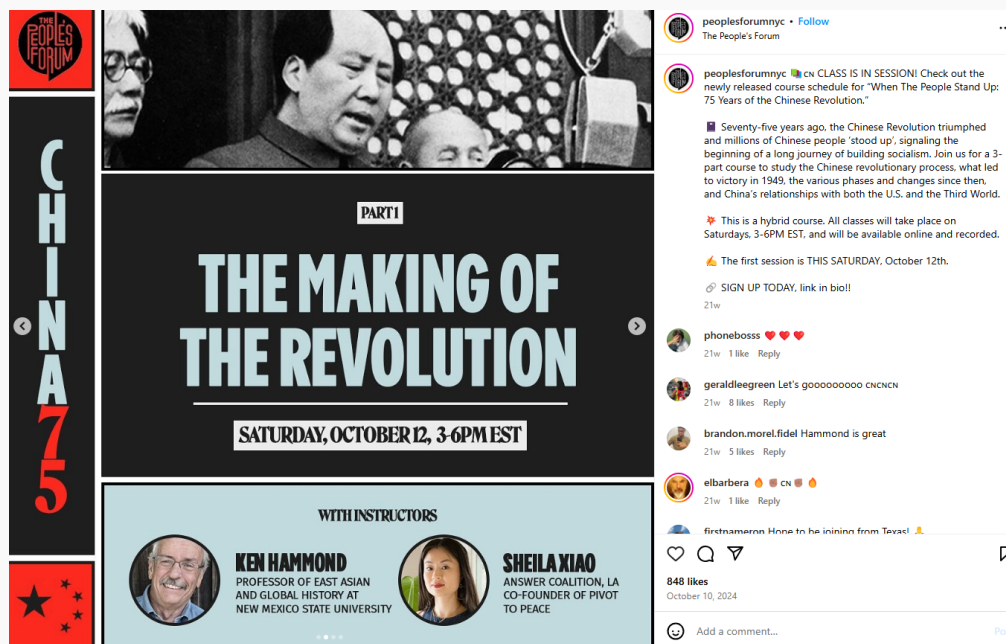 THE
PEOPLE'S
FORUM
CHINA
75
PART 1
THE MAKING OF
THE REVOLUTION
SATURDAY, OCTOBER 12, 3-6PM EST
WITH INSTRUCTORS
KEN HAMMOND
PROFESSOR OF EAST ASIAN
AND GLOBAL HISTORY AT
NEW MEXICO STATE UNIVERSITY
SHEILA XIAO
ANSWER COALITION, LA
CO-FOUNDER OF PIVOT
TO PEACE
peoplesforumnyc • Follow
The People's Forum
peoplesforumnyc 📚 CN CLASS IS IN SESSION! Check out the
newly released course schedule for “When The People Stand Up:
75 Years of the Chinese Revolution.”
📓 Seventy-five years ago, the Chinese Revolution triumphed
and millions of Chinese people ‘stood up’, signaling the
beginning of a long journey of building socialism. Join us for a 3-
part course to study the Chinese revolutionary process, what led
to victory in 1949, the various phases and changes since then,
and China's relationships with both the U.S. and the Third World.
💥 This is a hybrid course. All classes will take place on
Saturdays, 3-6PM EST, and will be available online and recorded.
✍️ The first session is THIS SATURDAY, October 12th.
🔗 SIGN UP TODAY, link in bio!!
21w
phonebosss ❤️ ❤️ ❤️
21w 1 like Reply
geraldleegreen Let's gooooooooo CNCNCN
21w 8 likes Reply
brandon.morel.fidel Hammond is great
21w 5 likes Reply
elbarbera 🔥 ✊🏽 CN ✊🏽 🔥
21w 1 like Reply
firstnameron Hope to be joining from Texas! 🙏
848 likes
October 10, 2024
Add a comment...